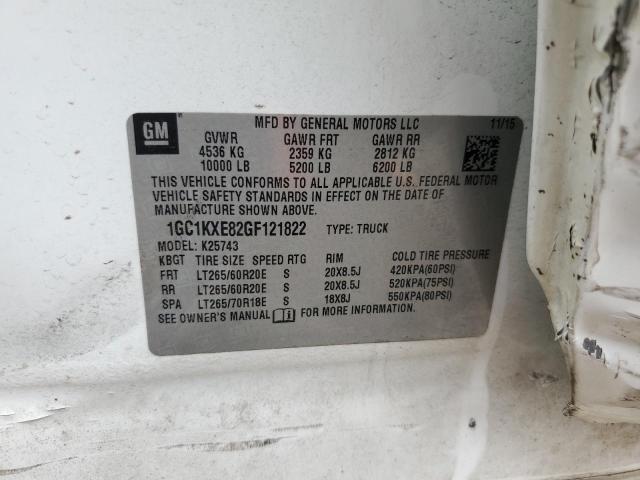 GM
MFD BY GENERAL MOTORS LLC 11/15
GVWR GAWR FRT GAWR RR
4536 KG 2359 KG 2812 KG
10000 LB 5200 LB 6200 LB
THIS VEHICLE CONFORMS TO ALL APPLICABLE U.S. FEDERAL MOTOR
VEHICLE SAFETY STANDARDS IN EFFECT ON THE DATE OF
MANUFACTURE SHOWN ABOVE.
1GC1KXE82GF121822 TYPE: TRUCK
MODEL: K25743
KBGT TIRE SIZE SPEED RTG RIM COLD TIRE PRESSURE
FRT LT265/60R20E S 20X8.5J 420KPA(60PSI)
RR LT265/60R20E S 20X8.5J 520KPA(75PSI)
SPA LT265/70R18E S 18X8J 550KPA(80PSI)
SEE OWNER'S MANUAL FOR MORE INFORMATION.